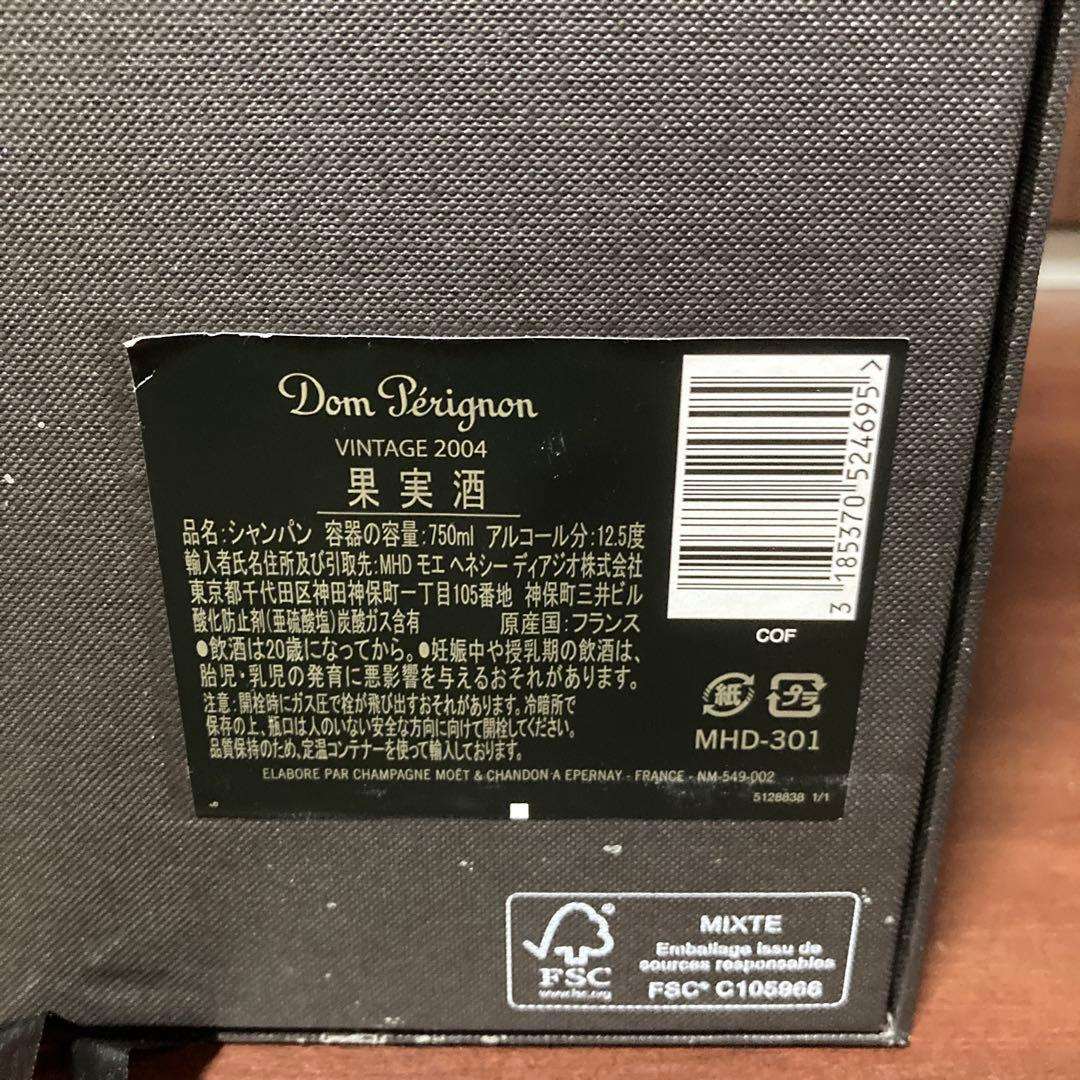 Dom Pérignon
VINTAGE 2004
果実酒
品名:シャンパン 容器の容量:750ml アルコール分:12.5度
輸入者氏名住所及び引取先:MHD モエ ヘネシー ディアジオ株式会社
東京都千代田区神田神保町一丁目105番地 神保町三井ビル
酸化防止剤(亜硫酸塩)炭酸ガス含有 原産国:フランス
●飲酒は20歳になってから。●妊娠中や授乳期の飲酒は、
胎児・乳児の発育に悪影響を与えるおそれがあります。
注意:開栓時にガス圧で栓が飛び出すおそれがあります。冷暗所で
保存の上、瓶口は人のいない安全な方向に向けて開栓してください。
品質保持のため、定温コンテナーを使って輸入しております。
ELABORE PAR CHAMPAGNE MOËT & CHANDON A EPERNAY - FRANCE - NM-549-002
5128838 1/1
3 185370 524695 >
COF
紙 プラ
MHD-301
FSC
www.fsc.org
MIXTE
Emballage issu de
sources responsables
FSC® C105966